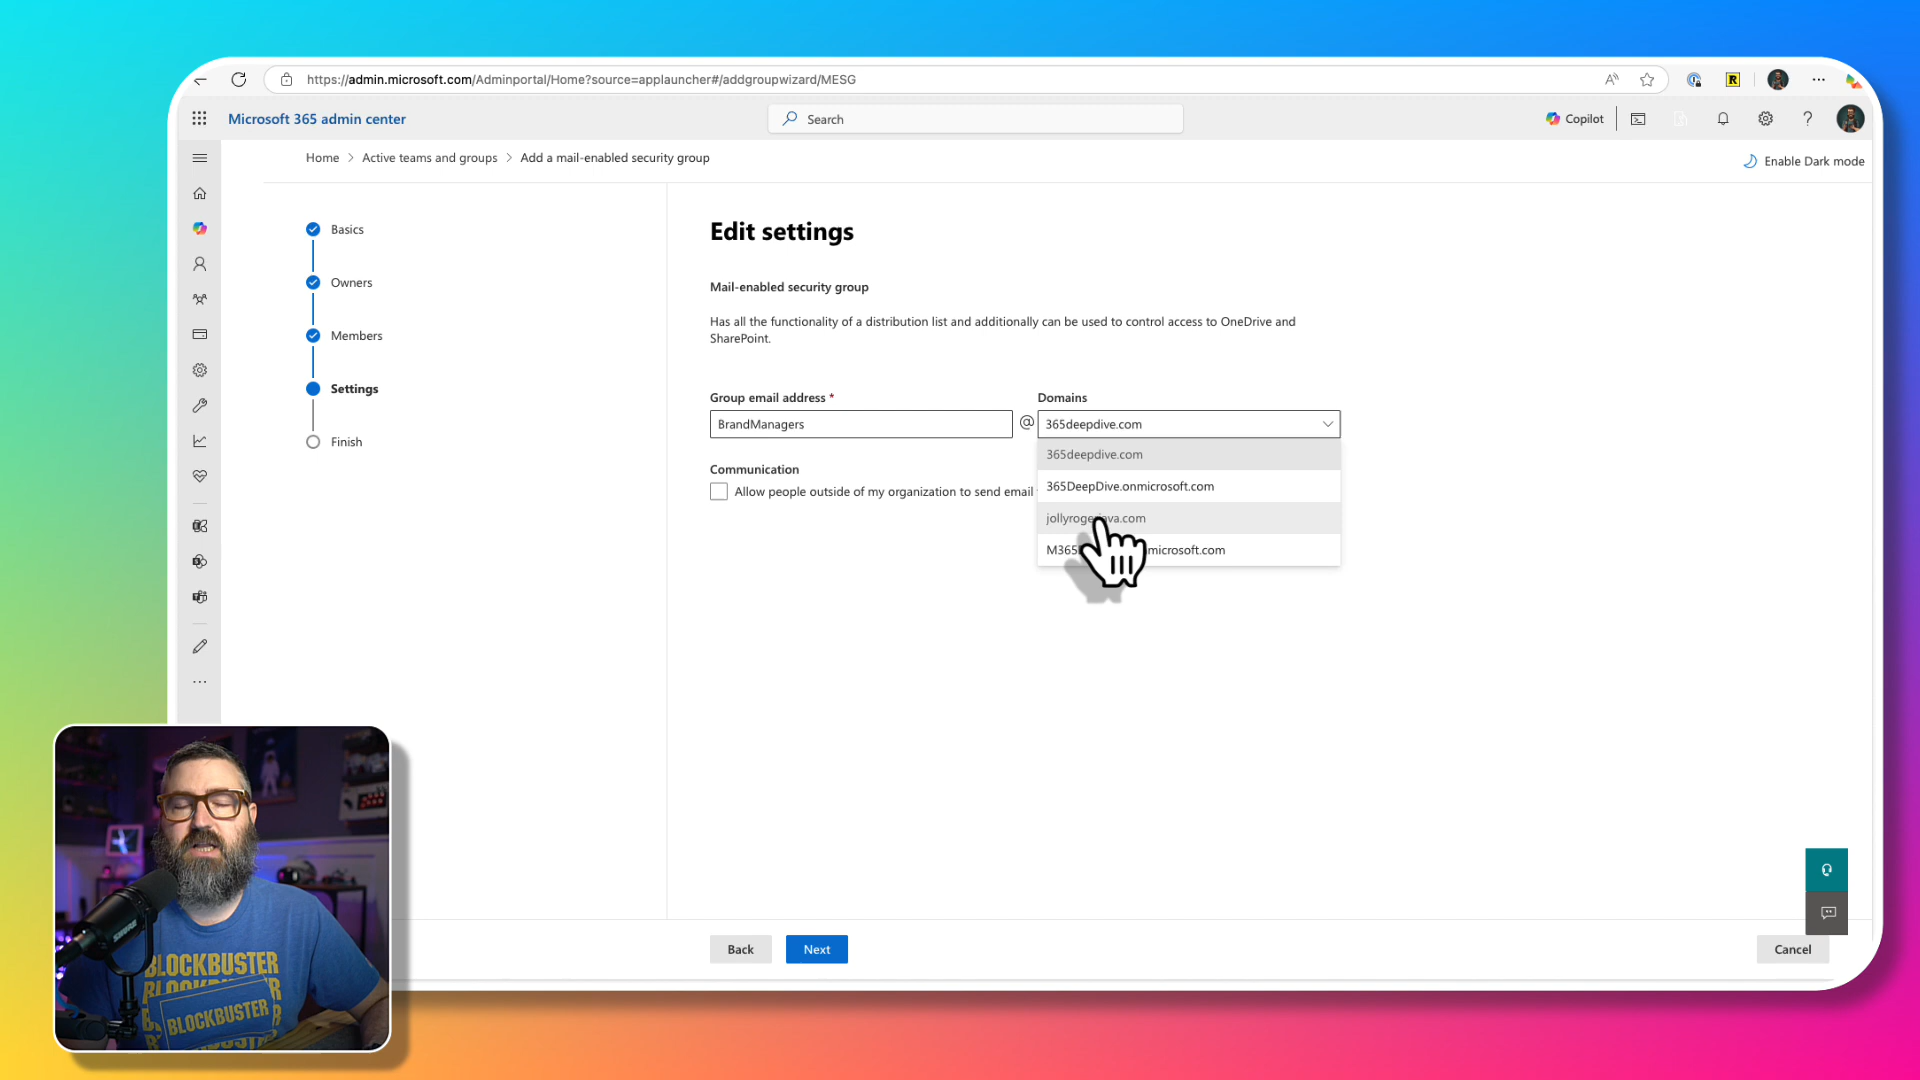 https://admin.microsoft.com/Adminportal/Home?source=applauncher#/addgroupwizard/MESG
Microsoft 365 admin center
Search
Copilot
Home > Active teams and groups > Add a mail-enabled security group
Enable Dark mode
Basics
Owners
Members
Settings
Finish
Edit settings
Mail-enabled security group
Has all the functionality of a distribution list and additionally can be used to control access to OneDrive and
SharePoint.
Group email address *
Domains
BrandManagers
@
365deepdive.com
365deepdive.com
365DeepDive.onmicrosoft.com
Communication
Allow people outside of my organization to send email
Back
Next
Cancel
SHURE
BLOCKBUSTER
BLOCKBUSTER